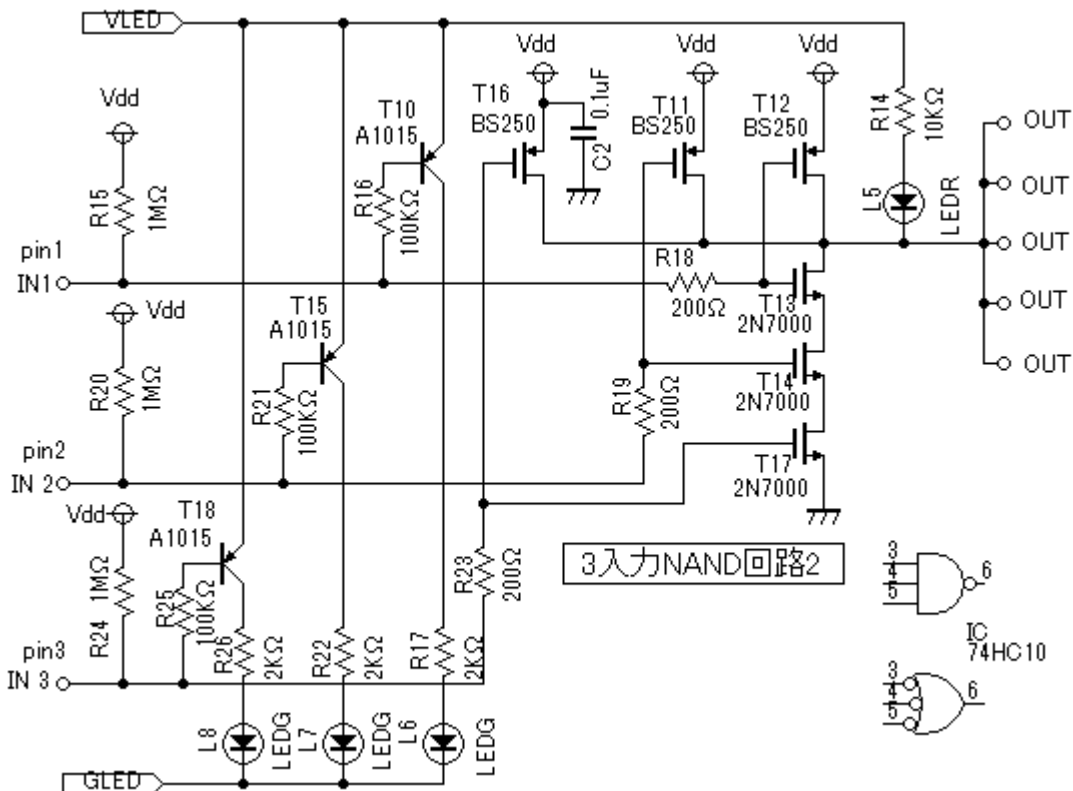 VLED
Vdd
R15
1MΩ
pin1
IN1
T10
A1015
R16
100KΩ
T16
BS250
Vdd
0.1uF
C2
Vdd
T11
BS250
Vdd
T12
BS250
R14
10KΩ
L5
LEDR
OUT
OUT
OUT
OUT
OUT
R18
200Ω
T13
2N7000
Vdd
R20
1MΩ
T15
A1015
R21
100KΩ
R19
200Ω
T14
2N7000
pin2
IN 2
T17
2N7000
Vdd
T18
A1015
R24
1MΩ
R25
100KΩ
R23
200Ω
3入力NAND回路2
3
4
5
6
IC
74HC10
3
4
5
6
pin3
IN 3
R26
2KΩ
R22
2KΩ
R17
2KΩ
L8
LEDG
L7
LEDG
L6
LEDG
GLED